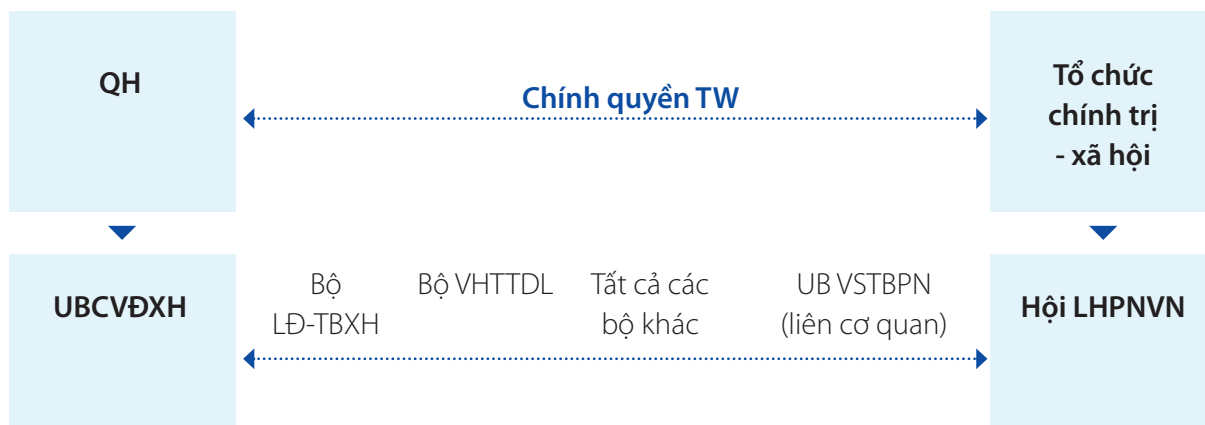 QH
Chính quyền TW
Tổ chức
chính trị
- xã hội
UBCVĐXH
Bộ
LĐ-TBXH
Bộ VHTTDL
Tất cả các
bộ khác
UB VSTBPN
(liên cơ quan)
Hội LHPNVN